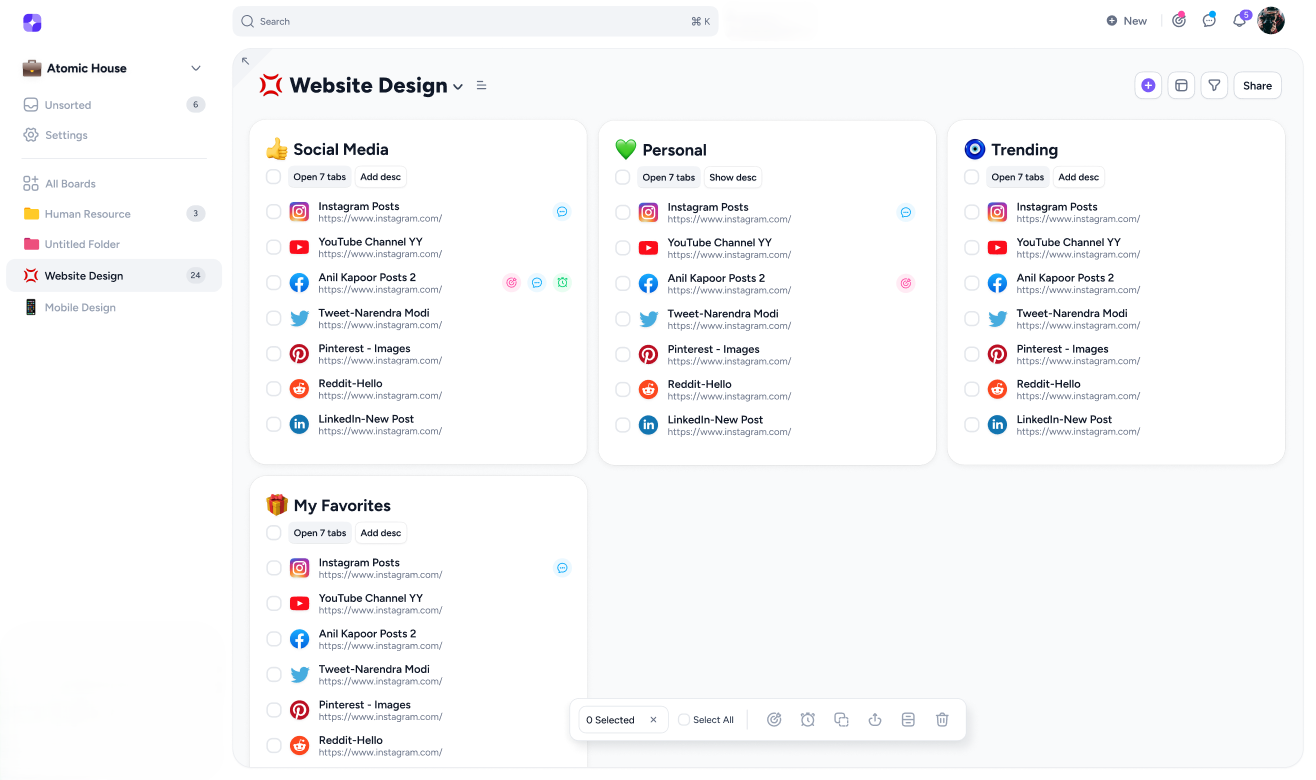 Search
⌘ K
New
5
Atomic House
Unsorted
6
Settings
All Boards
Human Resource
3
Untitled Folder
Website Design
24
Mobile Design
Website Design
Share
Social Media
Open 7 tabs
Add desc
Instagram Posts
https://www.instagram.com/
YouTube Channel YY
https://www.instagram.com/
Anil Kapoor Posts 2
https://www.instagram.com/
Tweet-Narendra Modi
https://www.instagram.com/
Pinterest - Images
https://www.instagram.com/
Reddit-Hello
https://www.instagram.com/
in
LinkedIn-New Post
https://www.instagram.com/
Personal
Open 7 tabs
Show desc
Instagram Posts
https://www.instagram.com/
YouTube Channel YY
https://www.instagram.com/
Anil Kapoor Posts 2
https://www.instagram.com/
Tweet-Narendra Modi
https://www.instagram.com/
Pinterest - Images
https://www.instagram.com/
Reddit-Hello
https://www.instagram.com/
in
LinkedIn-New Post
https://www.instagram.com/
Trending
Open 7 tabs
Add desc
Instagram Posts
https://www.instagram.com/
YouTube Channel YY
https://www.instagram.com/
Anil Kapoor Posts 2
https://www.instagram.com/
Tweet-Narendra Modi
https://www.instagram.com/
Pinterest - Images
https://www.instagram.com/
Reddit-Hello
https://www.instagram.com/
in
LinkedIn-New Post
https://www.instagram.com/
My Favorites
Open 7 tabs
Add desc
Instagram Posts
https://www.instagram.com/
YouTube Channel YY
https://www.instagram.com/
Anil Kapoor Posts 2
https://www.instagram.com/
Tweet-Narendra Modi
https://www.instagram.com/
Pinterest - Images
https://www.instagram.com/
Reddit-Hello
https://www.instagram.com/
0 Selected
Select All